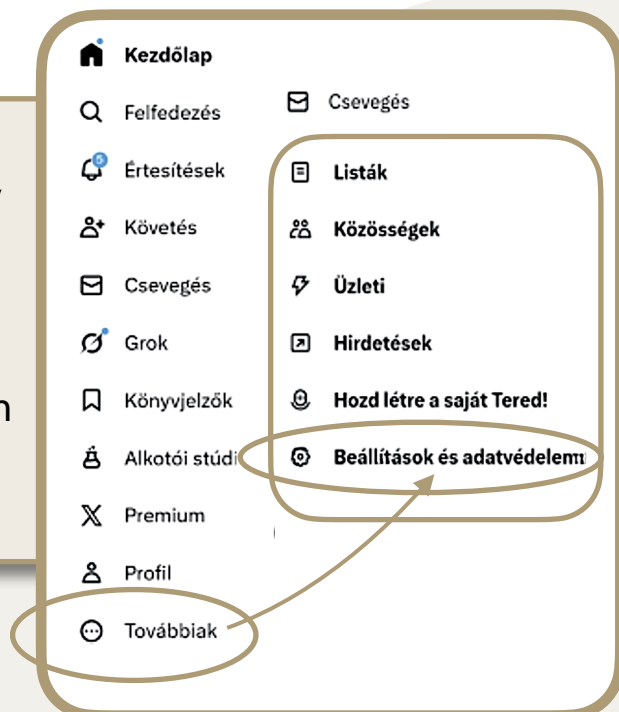 Kezdőlap
Felfedezés
Értesítések
Követés
Csevegés
Grok
Könyvjelzők
Alkotói stúdi
Premium
Profil
Továbbiak
Csevegés
Listák
Közösségek
Üzleti
Hirdetések
Hozd létre a saját Tered!
Beállítások és adatvédelem